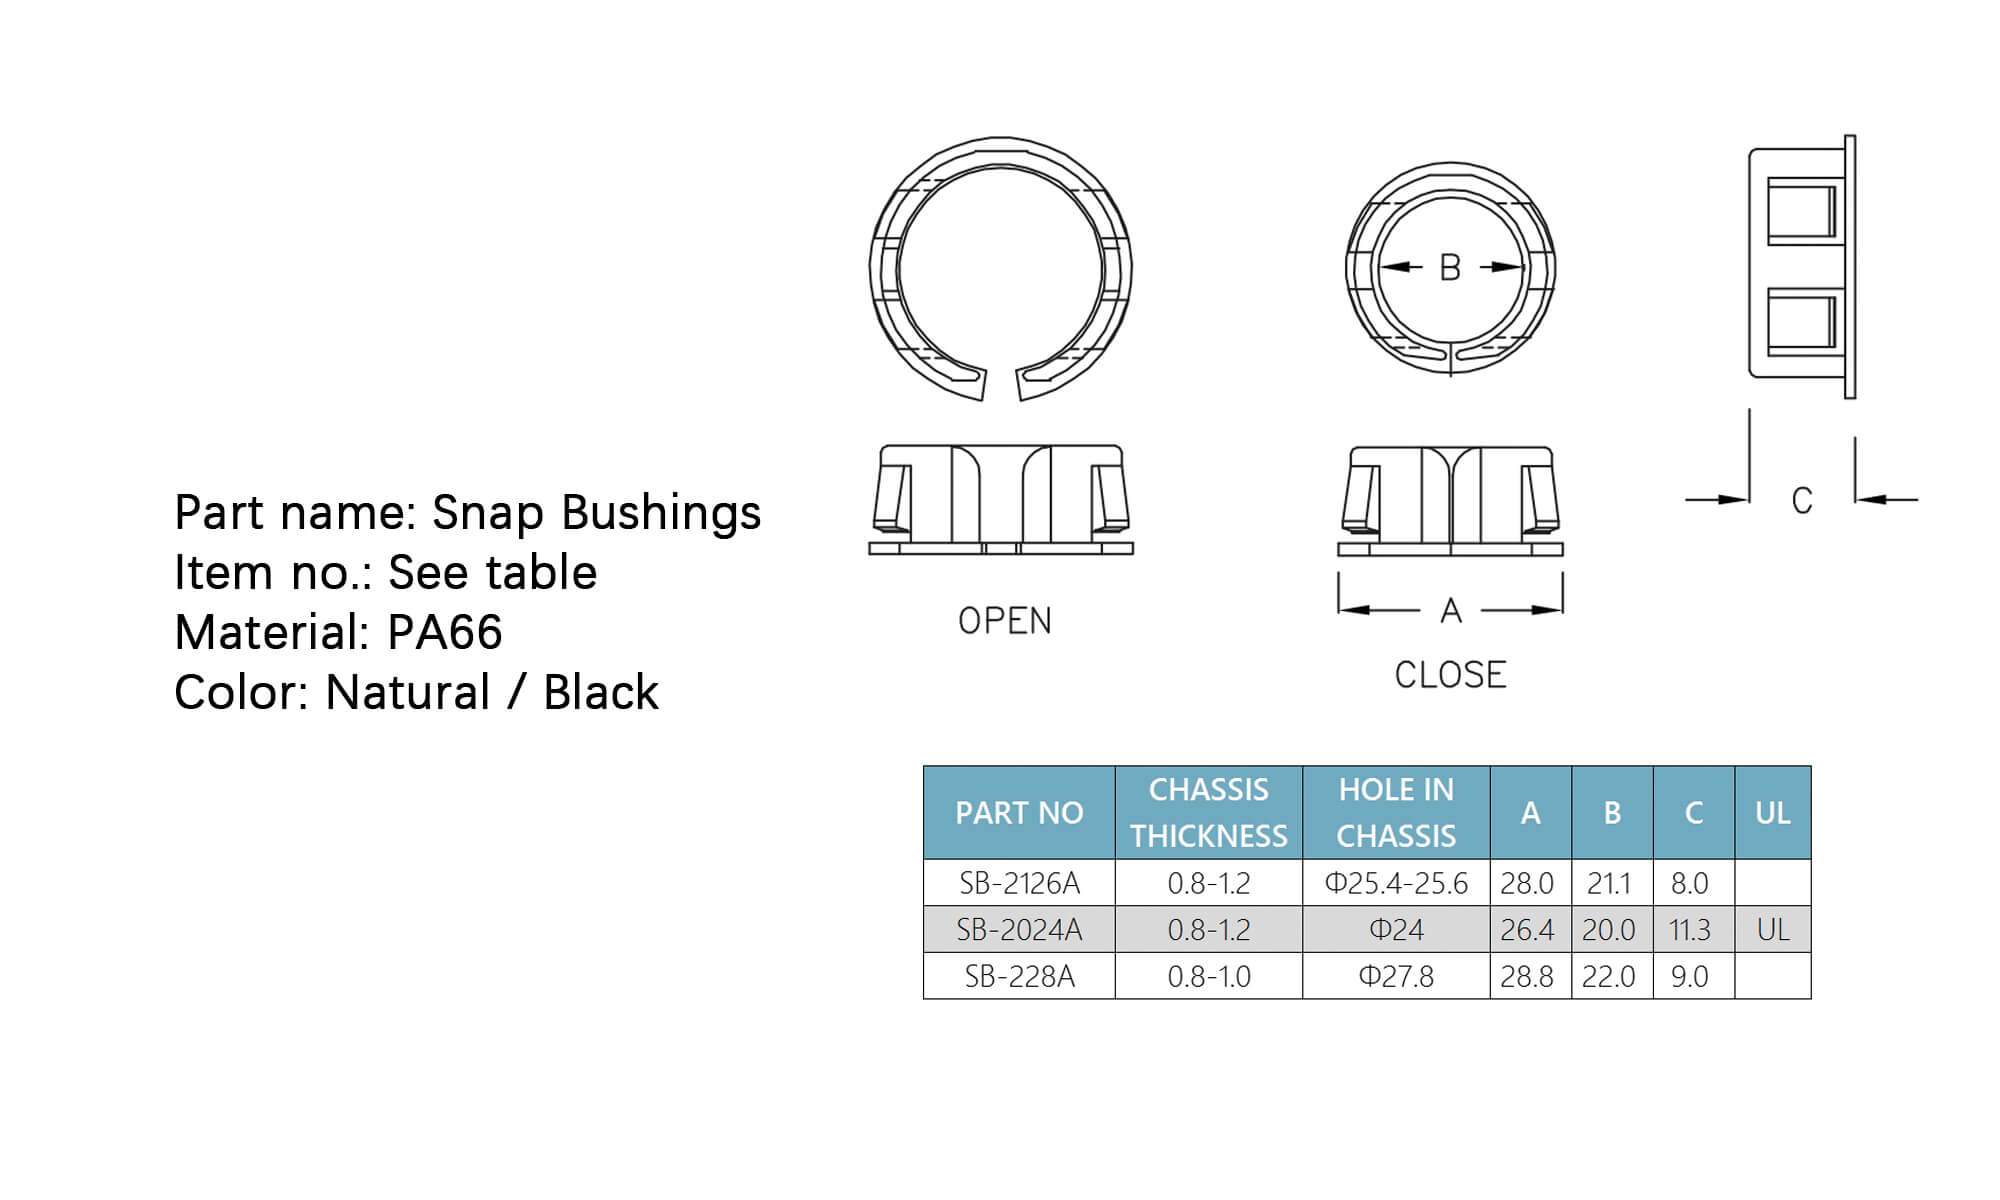 Part name: Snap Bushings
Item no.: See table
Material: PA66
Color: Natural / Black
B
C
OPEN
A
CLOSE
PART NO CHASSIS THICKNESS HOLE IN CHASSIS A B C UL
SB-2126A 0.8-1.2 Φ25.4-25.6 28.0 21.1 8.0
SB-2024A 0.8-1.2 Φ24 26.4 20.0 11.3 UL
SB-228A 0.8-1.0 Φ27.8 28.8 22.0 9.0